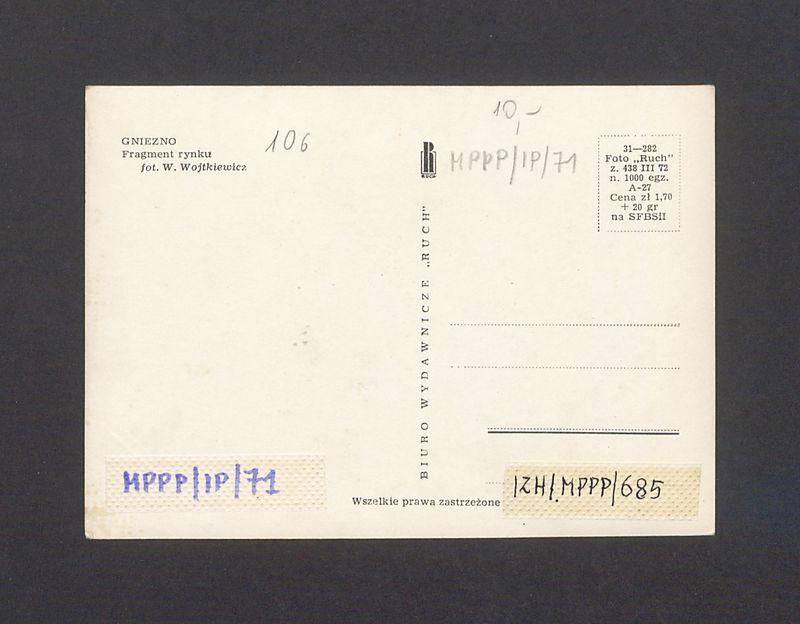 GNIEZNO
Fragment rynku
fot. W. Wojtkiewicz
106
10,-
RUCH
MPPP/IP/71
31—282
Foto „Ruch"
z. 438 III 72
n. 1000 egz.
A-27
Cena zł 1,70
+ 20 gr
na SFBSiI
BIURO WYDAWNICZE „RUCH"
MPPP/IP/71
Wszelkie prawa zastrzeżone
IZH/MPPP/685